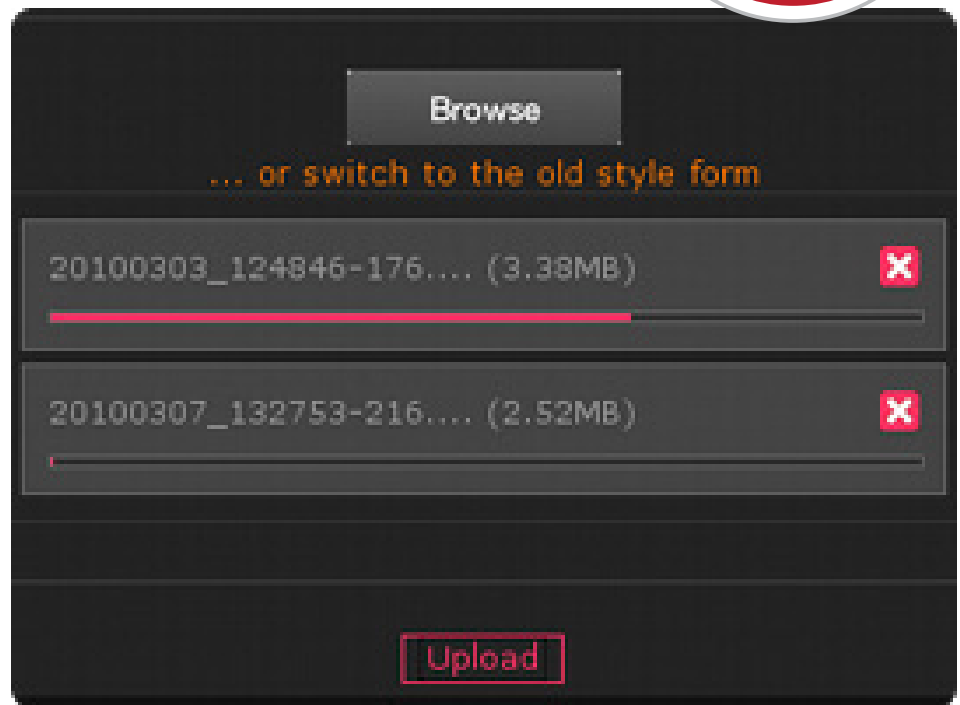 Browse
... or switch to the old style form
20100303_124846-176.... (3.38MB)
20100307_132753-216.... (2.52MB)
Upload